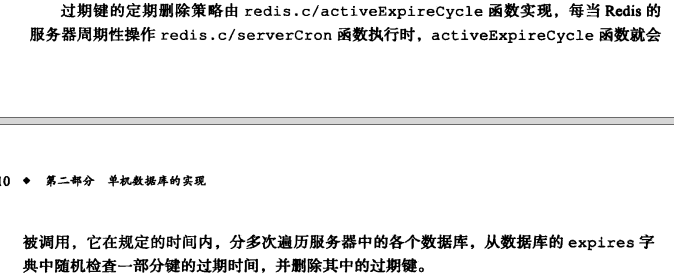 过期键的定期删除策略由 redis.c/activeExpireCycle 函数实现，每当 Redis 的
服务器周期性操作 redis.c/serverCron 函数执行时，activeExpireCycle 函数就会
10 ◆ 第二部分 单机数据库的实现
被调用，它在规定的时间内，分多次遍历服务器中的各个数据库，从数据库的 expires 字
典中随机检查一部分键的过期时间，并删除其中的过期键。